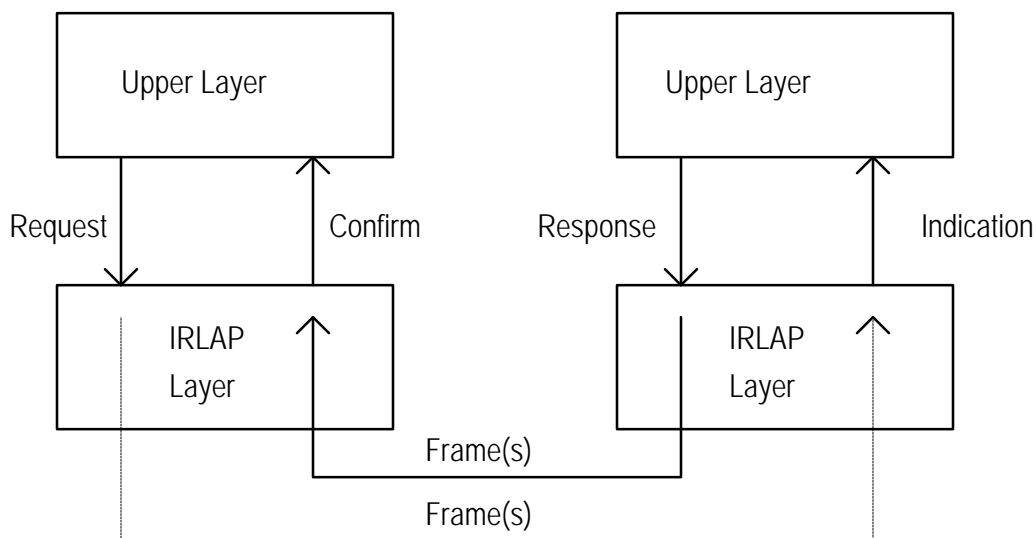 Upper Layer
Upper Layer
Request
Confirm
Response
Indication
IRLAP
Layer
IRLAP
Layer
Frame(s)
Frame(s)